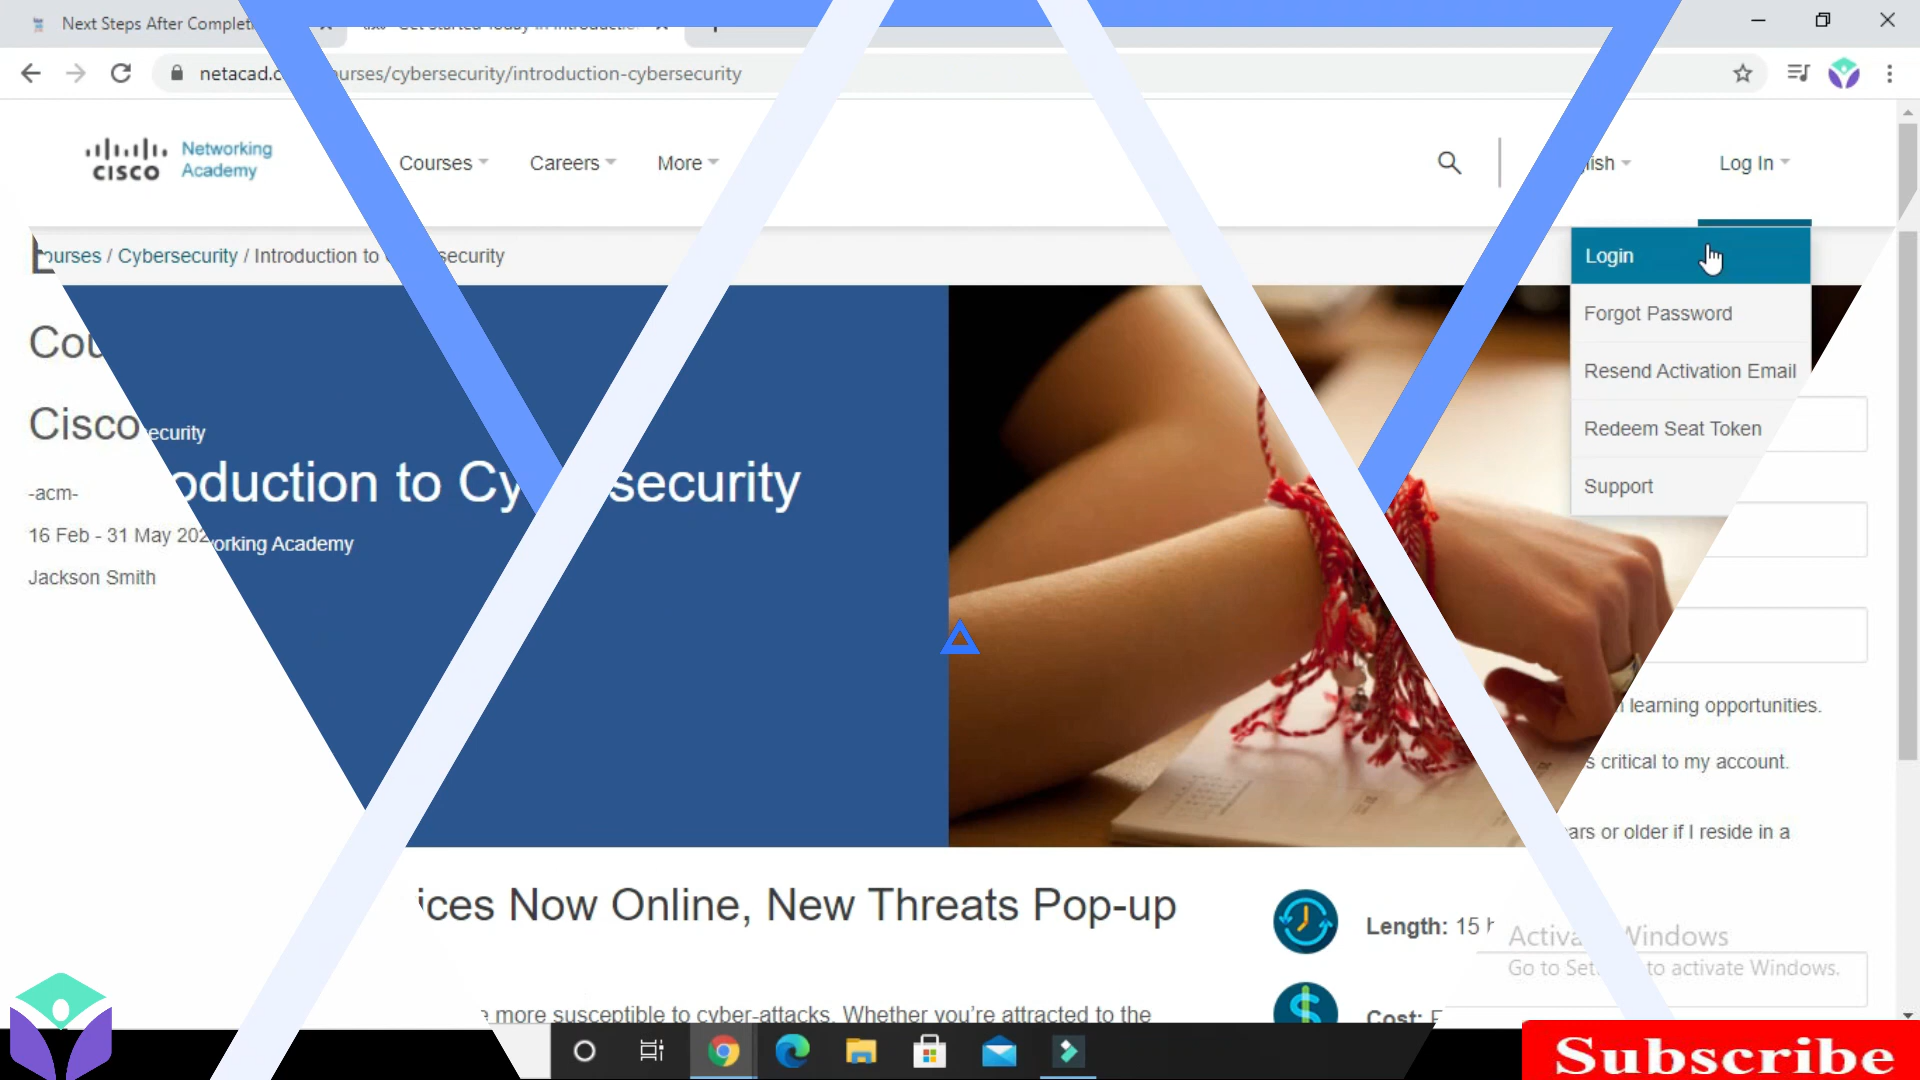 Next Steps After Complet
netacad.c urses/cybersecurity/introduction-cybersecurity
CISCO Networking Academy
Courses Careers More
Log In
ourses / Cybersecurity / Introduction to security
Login
Forgot Password
Resend Activation Email
Redeem Seat Token
Support
Cou
Cisco
ecurity
oduction to Cy security
-acm-
16 Feb - 31 May 202
orking Academy
Jackson Smith
learning opportunities.
s critical to my account.
ars or older if I reside in a
ices Now Online, New Threats Pop-up
Length: 15
Activa Windows
Go to Set to activate Windows.
more susceptible to cyber-attacks. Whether you're attracted to the
Cost:
Subscribe